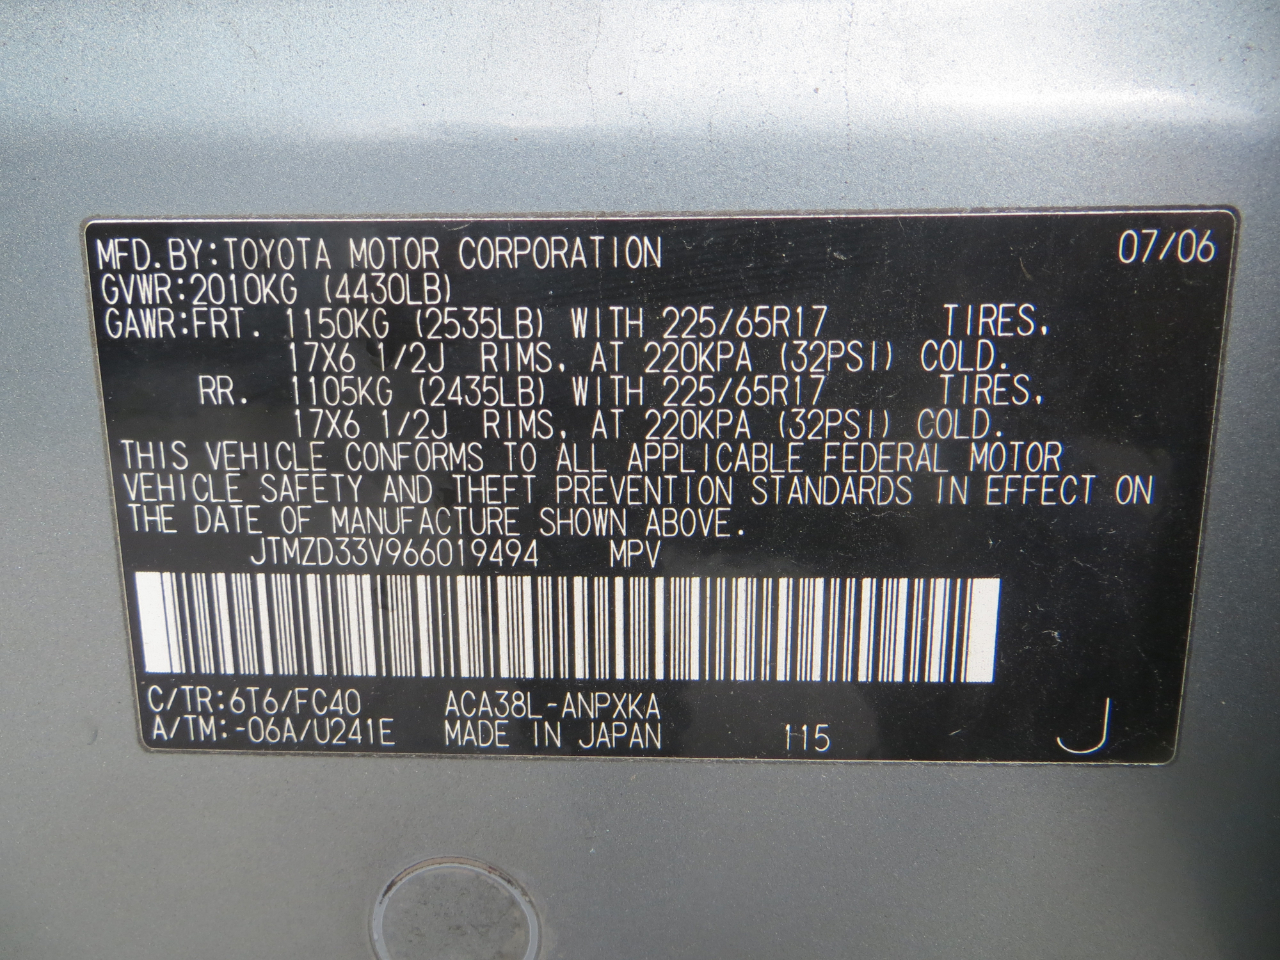 MFD.BY:TOYOTA MOTOR CORPORATION 07/06
GVWR:2010KG (4430LB)
GAWR:FRT. 1150KG (2535LB) WITH 225/65R17 TIRES,
17X6 1/2J RIMS, AT 220KPA (32PSI) COLD.
RR. 1105KG (2435LB) WITH 225/65R17 TIRES,
17X6 1/2J RIMS, AT 220KPA (32PSI) COLD.
THIS VEHICLE CONFORMS TO ALL APPLICABLE FEDERAL MOTOR
VEHICLE SAFETY AND THEFT PREVENTION STANDARDS IN EFFECT ON
THE DATE OF MANUFACTURE SHOWN ABOVE.
JTMZD33V966019494 MPV
C/TR:6T6/FC40 ACA38L-ANPXKA
A/TM:-06A/U241E MADE IN JAPAN 115 J